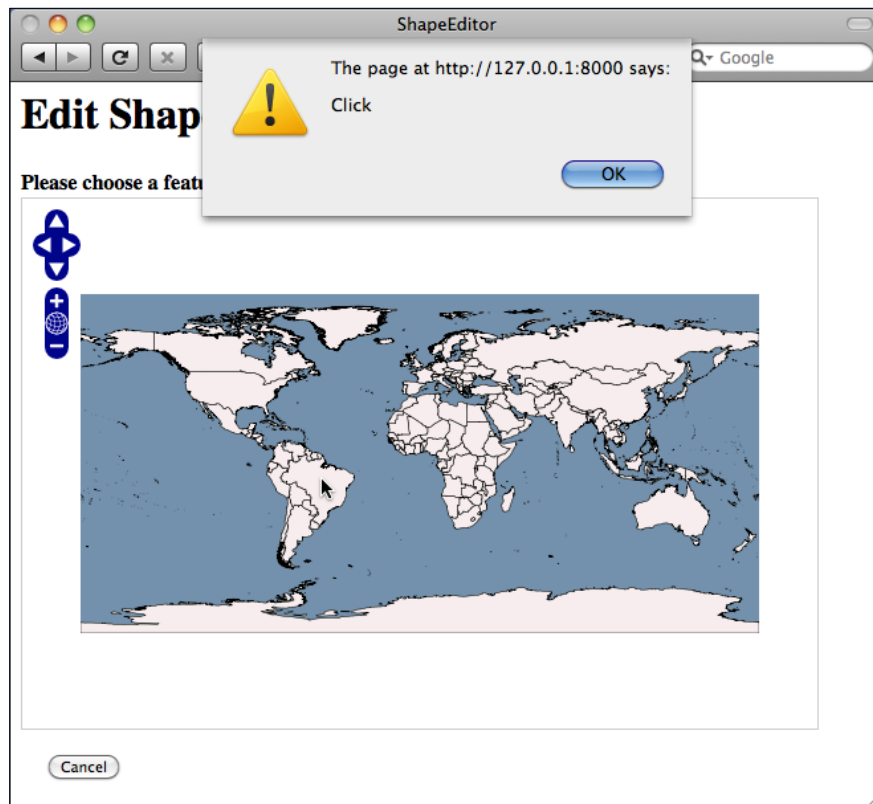 ShapeEditor
Google
The page at http://127.0.0.1:8000 says:
Click
OK
Edit Shap
Please choose a featu
Cancel